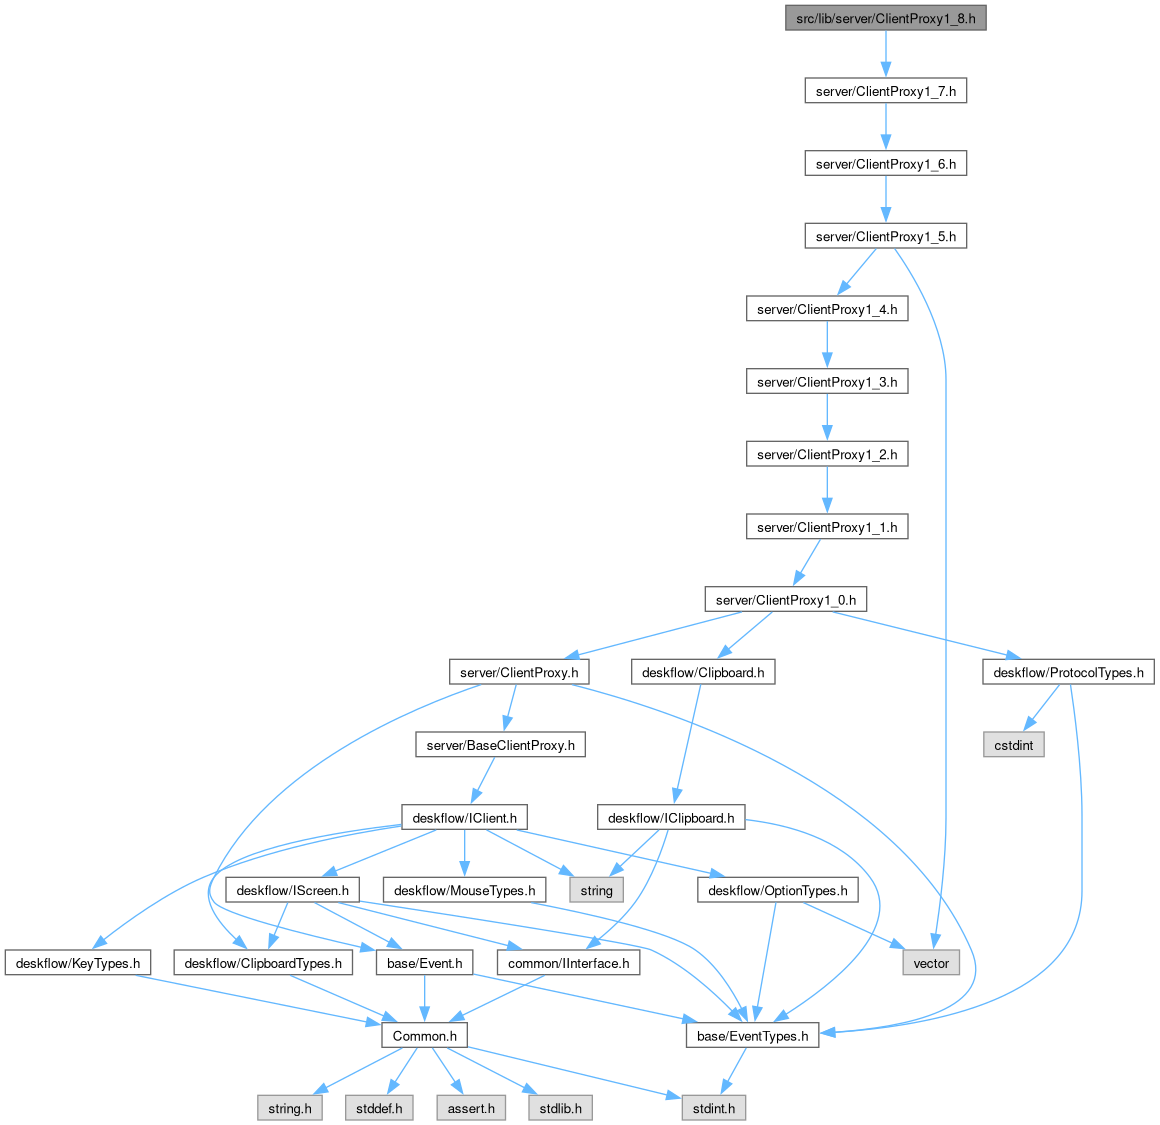 src/lib/server/ClientProxy1_8.h
server/ClientProxy1_7.h
server/ClientProxy1_6.h
server/ClientProxy1_5.h
server/ClientProxy1_4.h
server/ClientProxy1_3.h
server/ClientProxy1_2.h
server/ClientProxy1_1.h
server/ClientProxy1_0.h
server/ClientProxy.h
deskflow/Clipboard.h
deskflow/ProtocolTypes.h
server/BaseClientProxy.h
cstdint
deskflow/IClient.h
deskflow/IClipboard.h
deskflow/IScreen.h
deskflow/MouseTypes.h
string
deskflow/OptionTypes.h
deskflow/KeyTypes.h
deskflow/ClipboardTypes.h
base/Event.h
common/IInterface.h
vector
Common.h
base/EventTypes.h
string.h
stddef.h
assert.h
stdlib.h
stdint.h